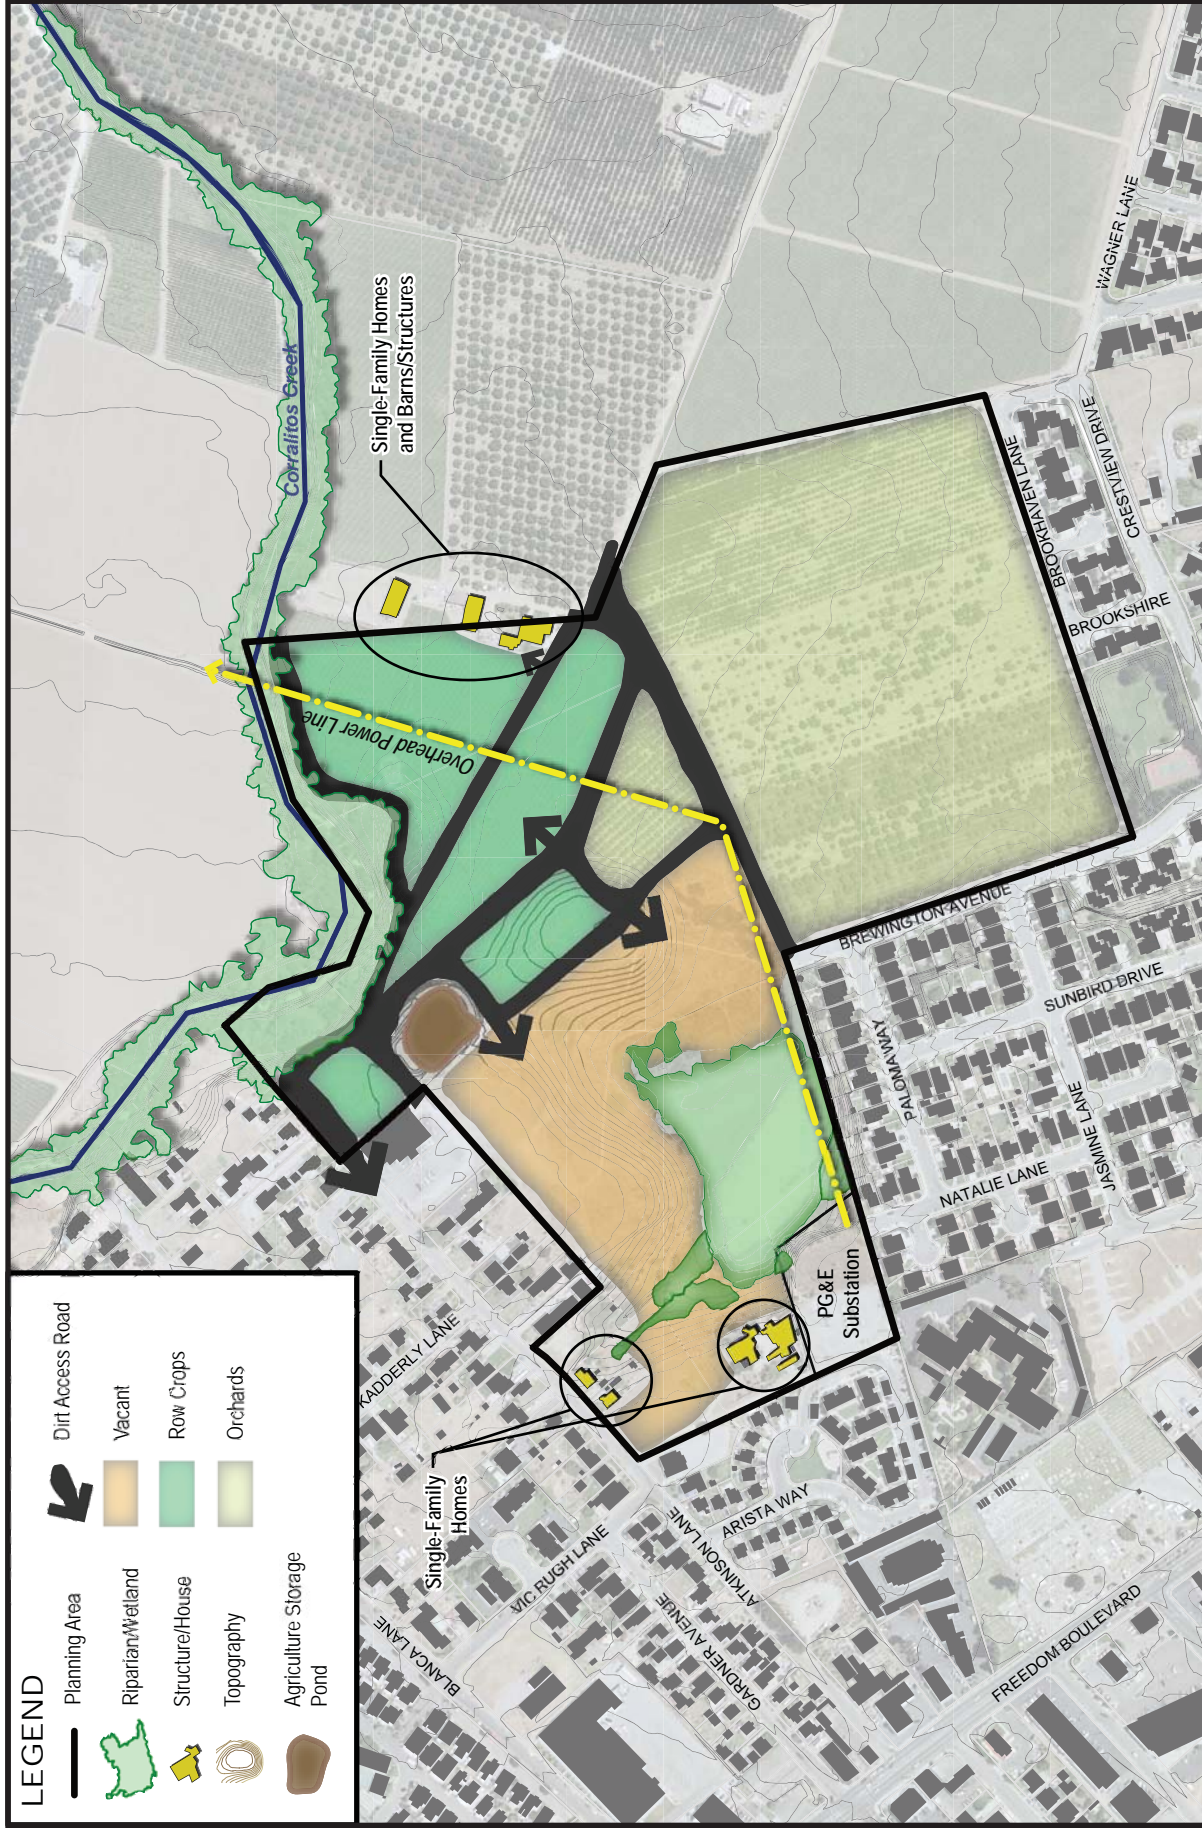 LEGEND
Planning Area
Riparian/Wetland
Structure/House
Topography
Agriculture Storage
Pond
Dirt Access Road
Vacant
Row Crops
Orchards
Corralitos Creek
Single-Family Homes
and Barns/Structures
Overhead Power Line
Single-Family
Homes
PG&E
Substation
KADDERLY LANE
BLANCA LANE
VIC RUGH LANE
ARISTA WAY
ATKINSON LANE
GARDNER AVENUE
FREEDOM BOULEVARD
BREWINGTON AVENUE
PALOMA WAY
NATALIE LANE
JASMINE LANE
SUNBIRD DRIVE
BROOKSHIRE
BROOKHAVEN LANE
CRESTVIEW DRIVE
WAGNER LANE